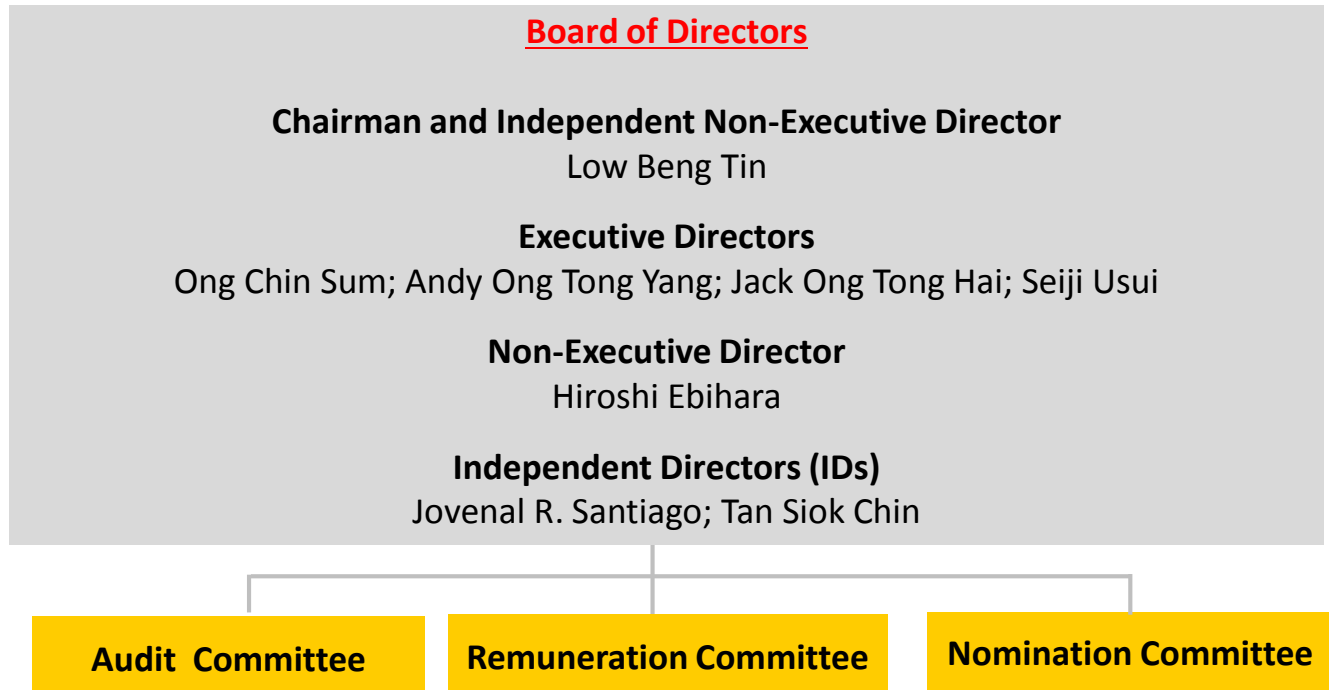 Board of Directors
Chairman and Independent Non-Executive Director
Low Beng Tin
Executive Directors
Ong Chin Sum; Andy Ong Tong Yang; Jack Ong Tong Hai; Seiji Usui
Non-Executive Director
Hiroshi Ebihara
Independent Directors (IDs)
Jovenal R. Santiago; Tan Siok Chin
Audit Committee
Remuneration Committee
Nomination Committee